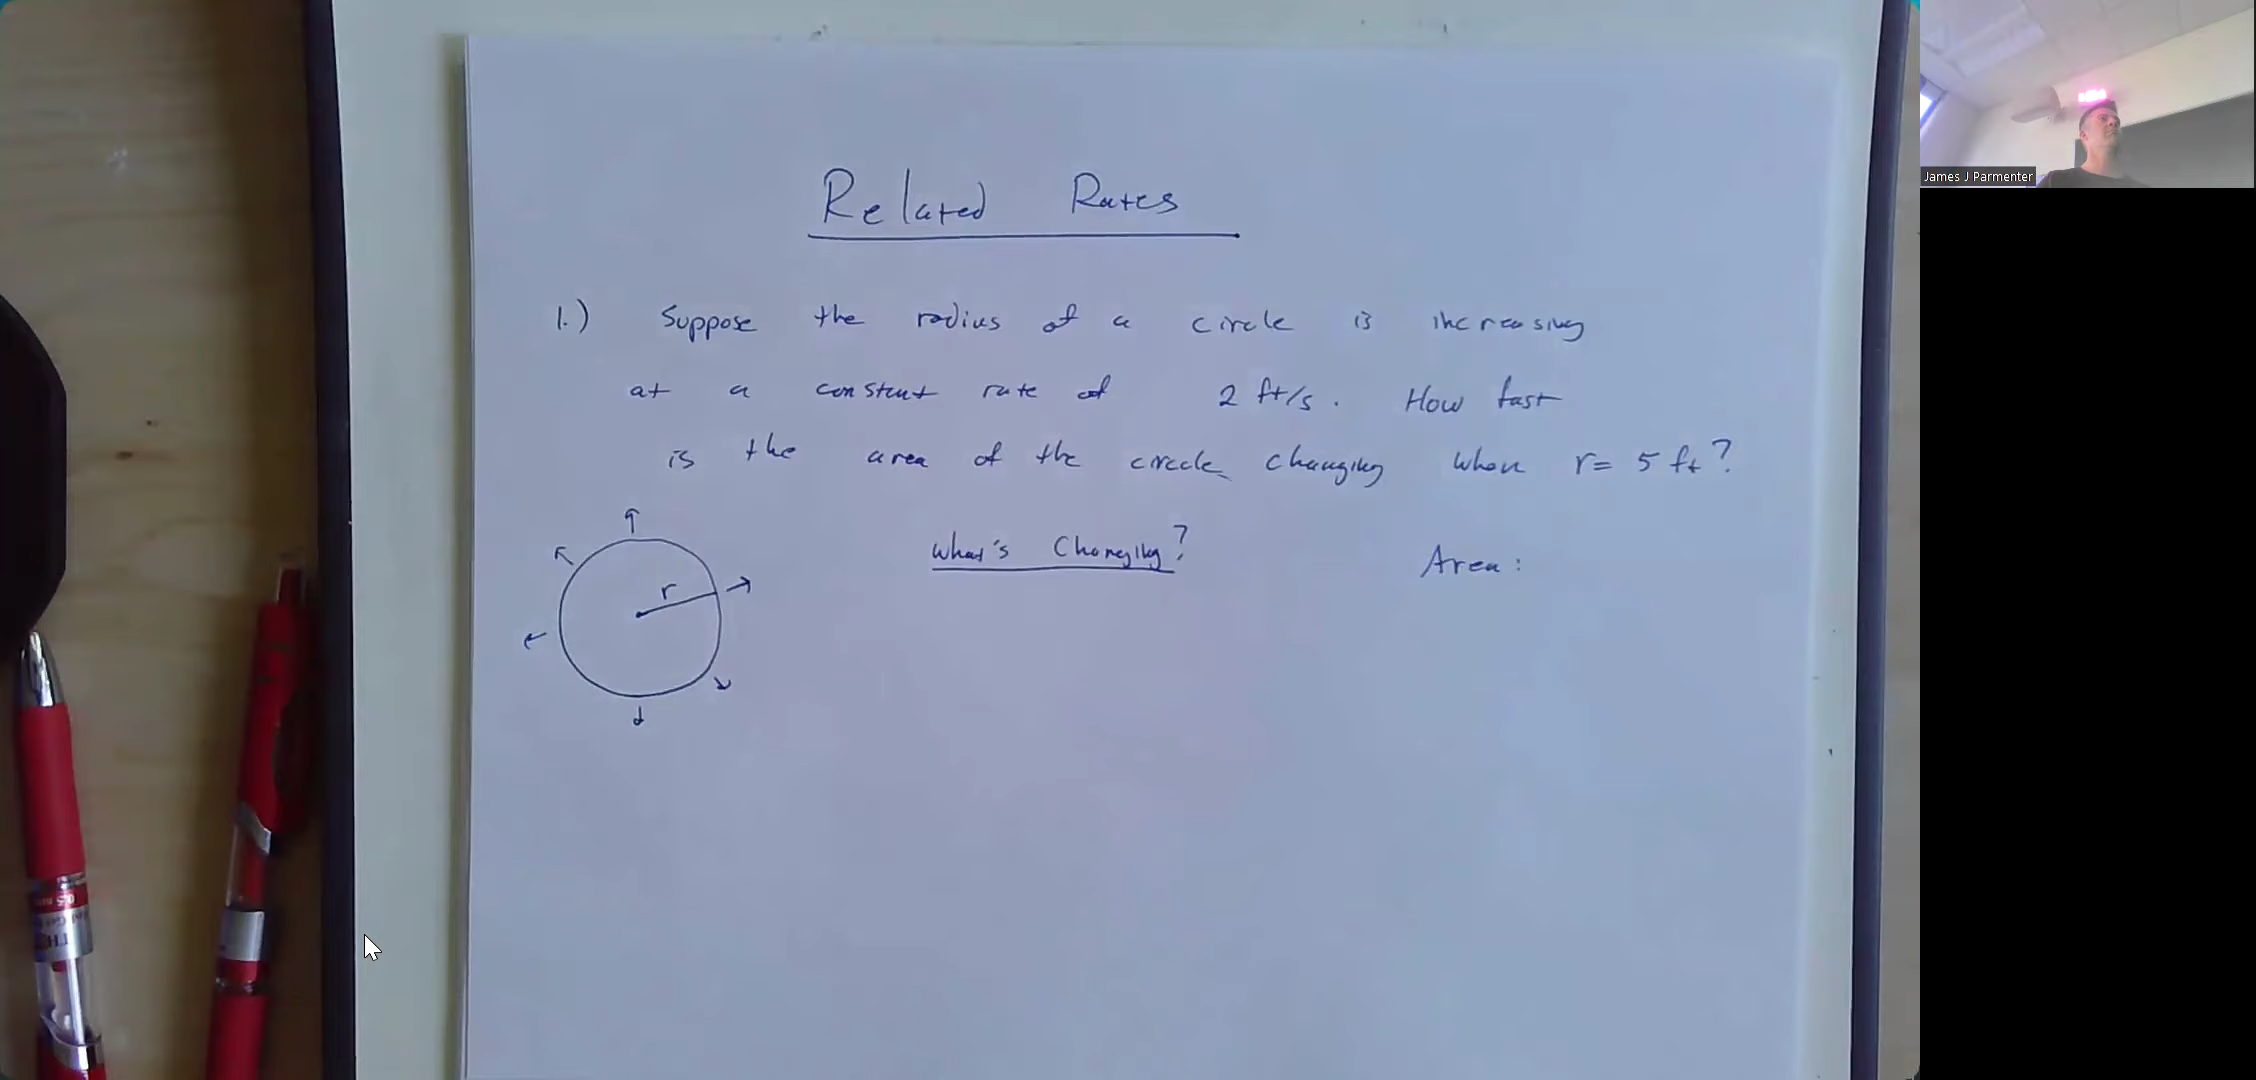 Related Rates
1.) Suppose the radius of a circle is increasing
at a constant rate of 2 ft/s. How fast
is the area of the circle changing when r= 5 ft?
What's Changing?
Area:
r
James J Parmenter